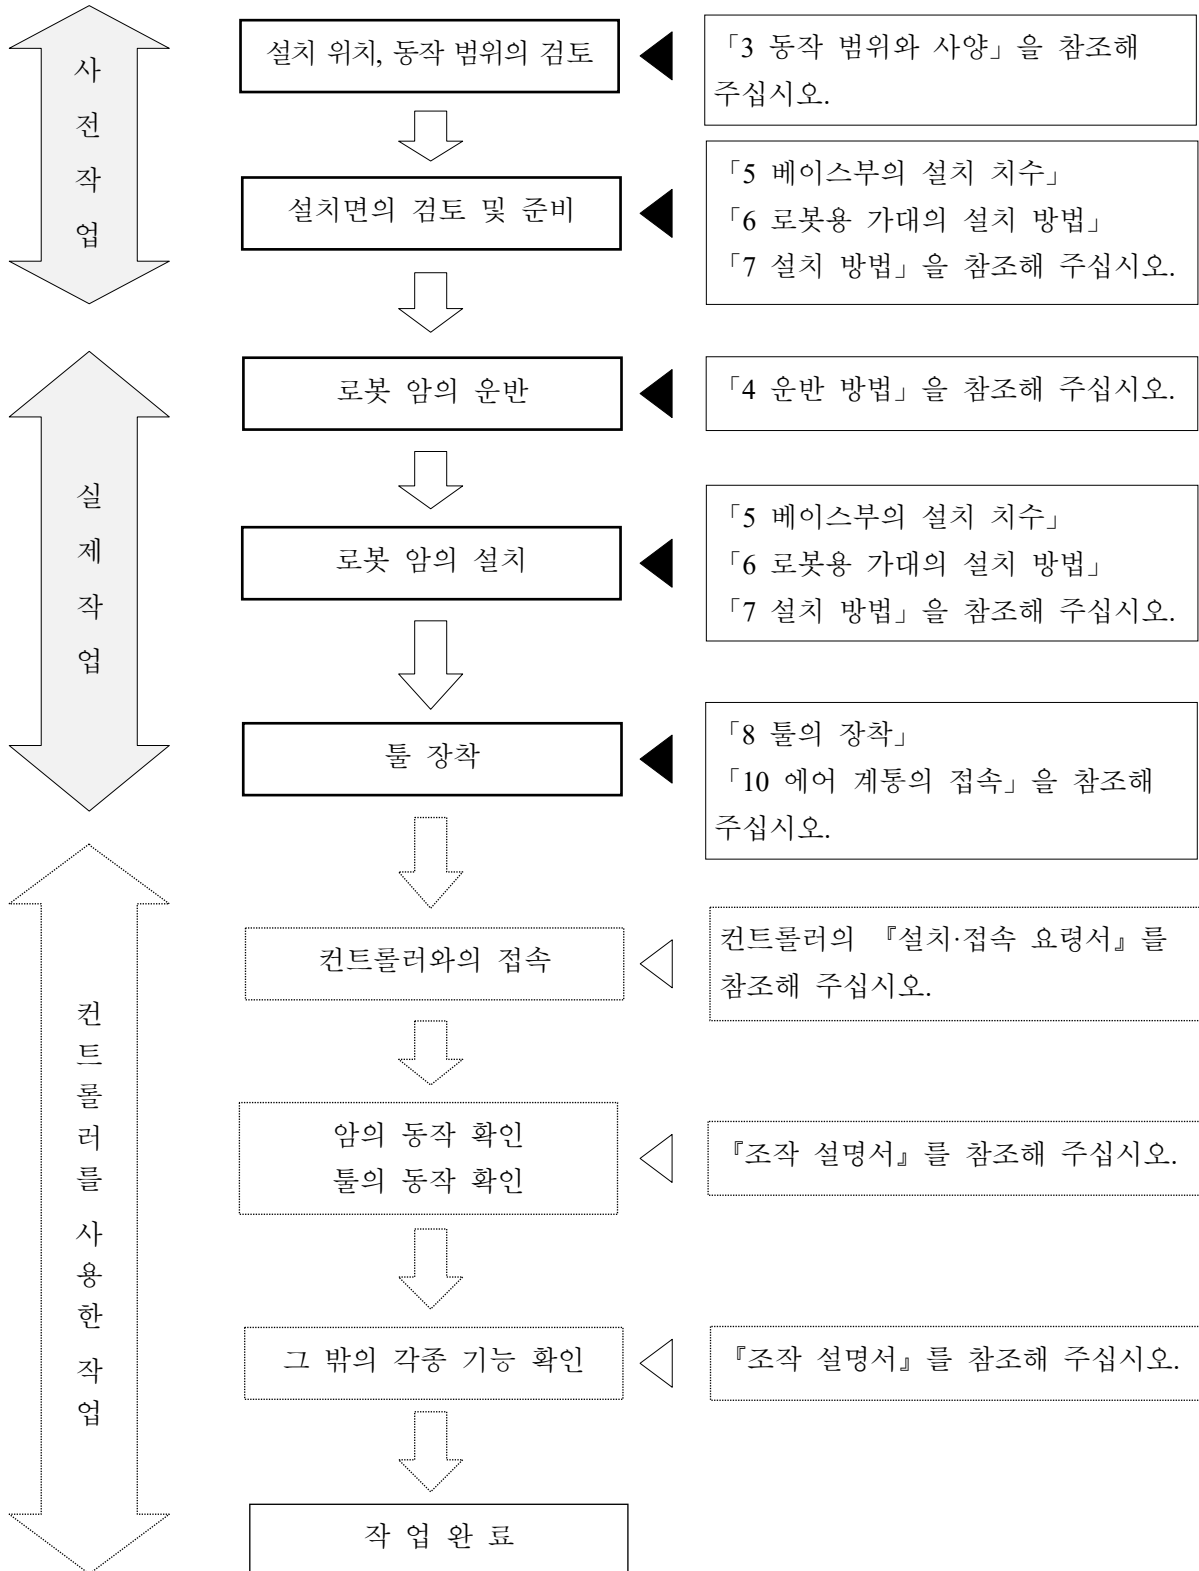 사전작업
설치 위치, 동작 범위의 검토
「3 동작 범위와 사양」을 참조해
주십시오.
설치면의 검토 및 준비
「5 베이스부의 설치 치수」
「6 로봇용 가대의 설치 방법」
「7 설치 방법」을 참조해 주십시오.
실제작업
로봇 암의 운반
「4 운반 방법」을 참조해 주십시오.
로봇 암의 설치
「5 베이스부의 설치 치수」
「6 로봇용 가대의 설치 방법」
「7 설치 방법」을 참조해 주십시오.
툴 장착
「8 툴의 장착」
「10 에어 계통의 접속」을 참조해
주십시오.
컨트롤러를 사용한 작업
컨트롤러와의 접속
컨트롤러의 『설치·접속 요령서』를
참조해 주십시오.
암의 동작 확인
툴의 동작 확인
『조작 설명서』를 참조해 주십시오.
그 밖의 각종 기능 확인
『조작 설명서』를 참조해 주십시오.
작 업 완 료